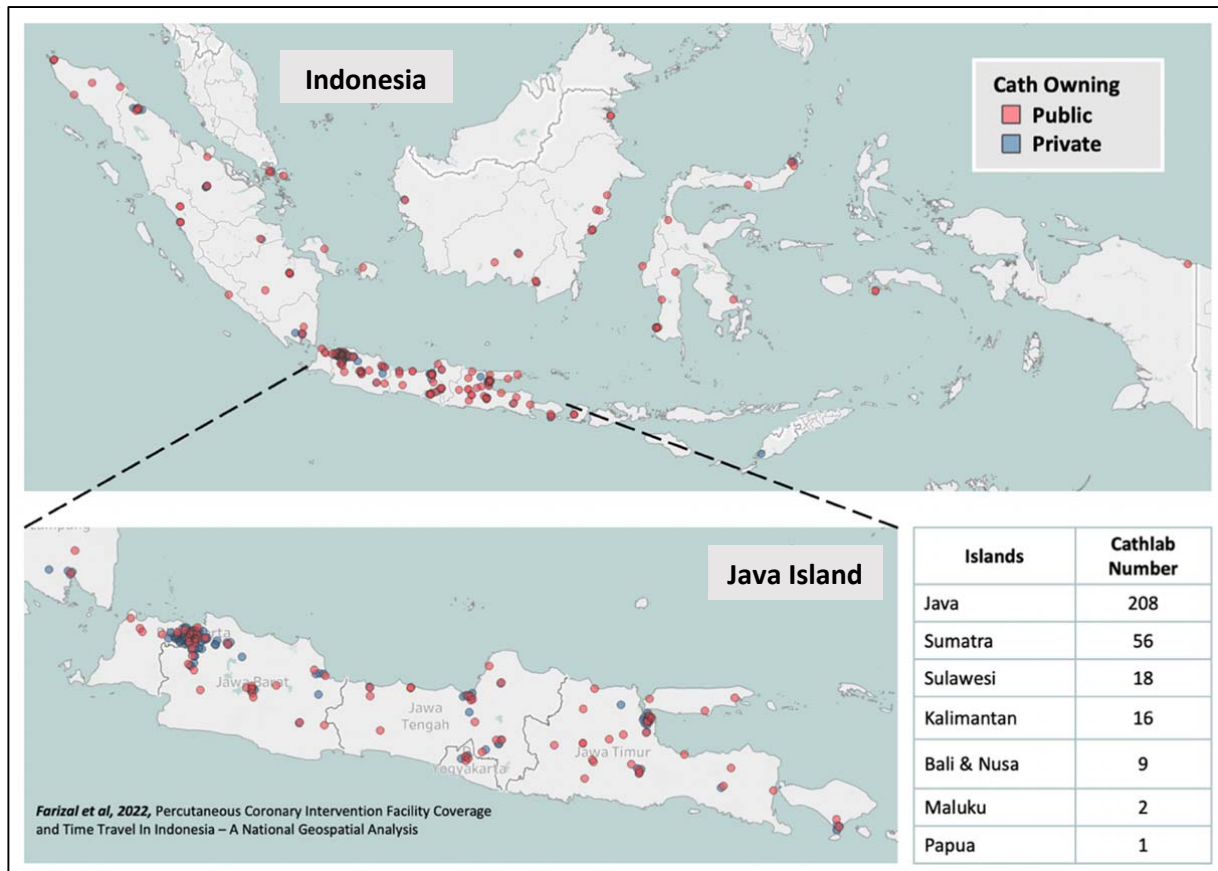 Indonesia
Cath Owning
Public
Private
Java Island
Jawa Barat
Jawa
Tengah
Yogyakarta
Jawa Timur
Farizal et al, 2022, Percutaneous Coronary Intervention Facility Coverage
and Time Travel In Indonesia – A National Geospatial Analysis
Islands Cathlab Number
Java 208
Sumatra 56
Sulawesi 18
Kalimantan 16
Bali & Nusa 9
Maluku 2
Papua 1